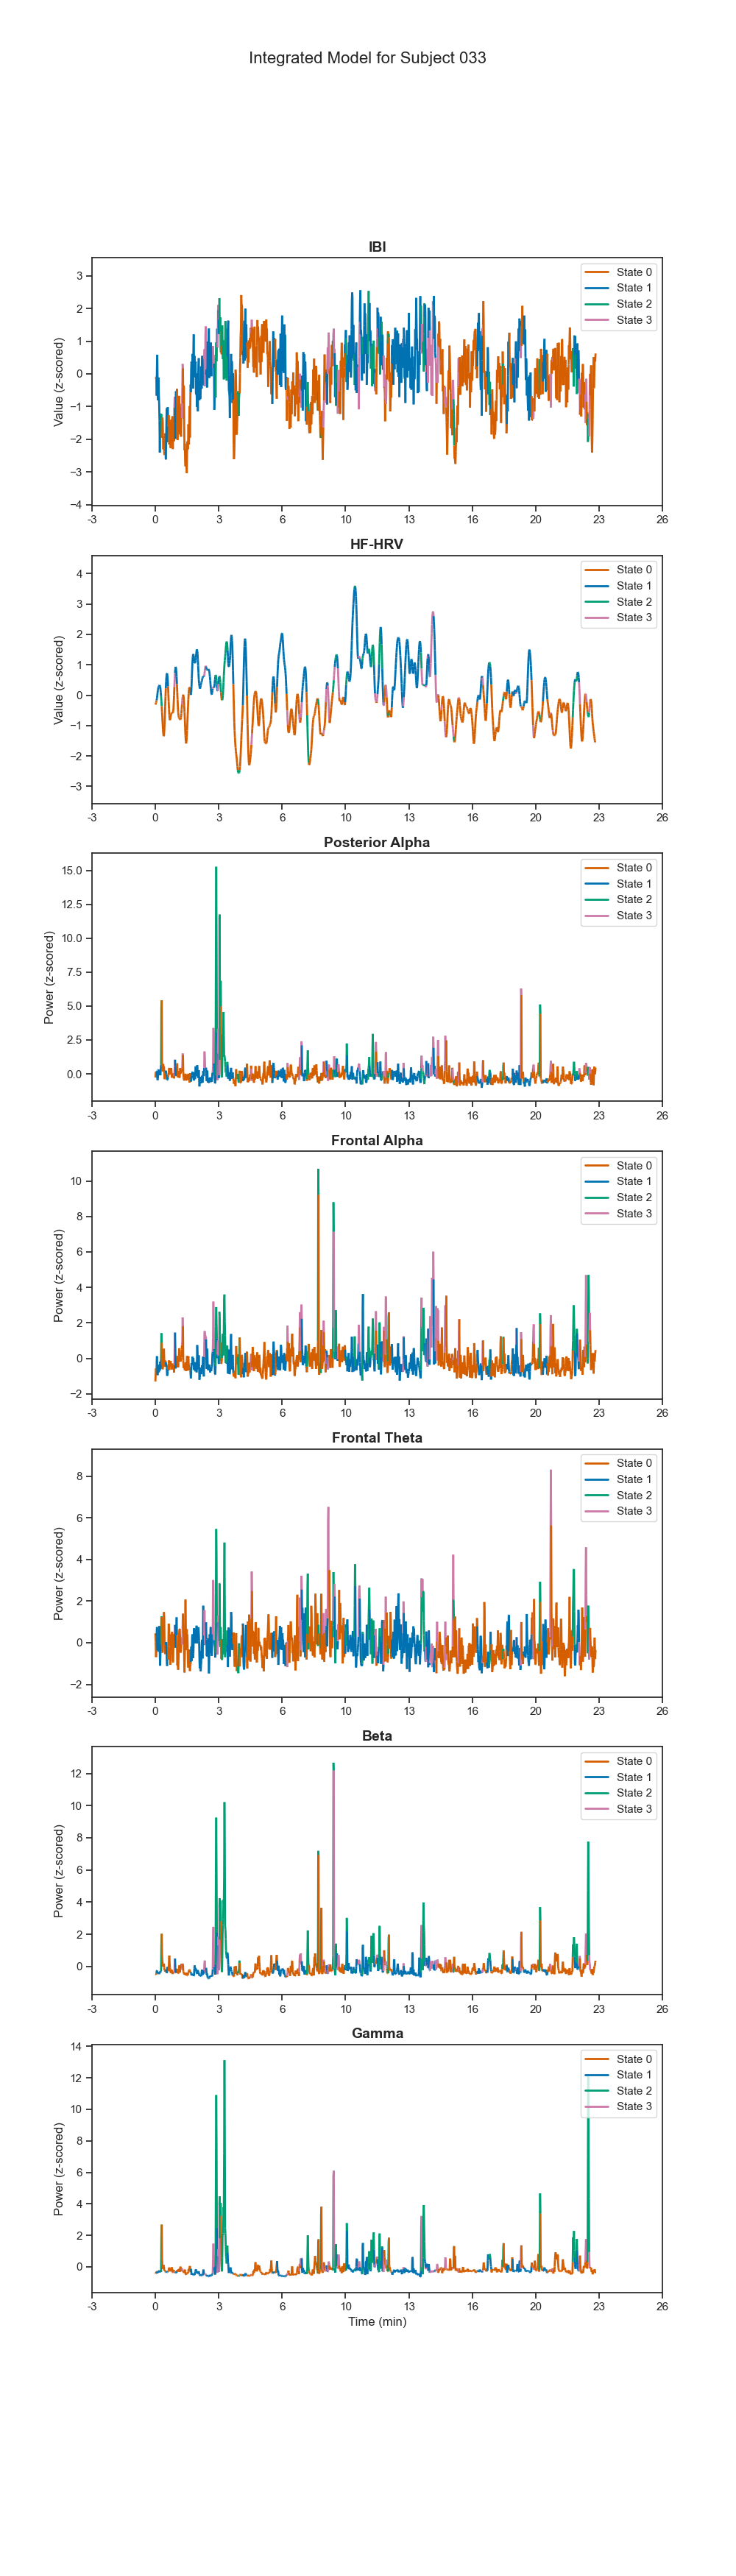 Integrated Model for Subject 033
IBI
Value (z-scored)
3
2
1
0
−1
−2
−3
−4
-3 0 3 6 10 13 16 20 23 26
State 0
State 1
State 2
State 3
HF-HRV
Value (z-scored)
4
3
2
1
0
−1
−2
−3
-3 0 3 6 10 13 16 20 23 26
State 0
State 1
State 2
State 3
Posterior Alpha
Power (z-scored)
15.0
12.5
10.0
7.5
5.0
2.5
0.0
-3 0 3 6 10 13 16 20 23 26
State 0
State 1
State 2
State 3
Frontal Alpha
Power (z-scored)
10
8
6
4
2
0
−2
-3 0 3 6 10 13 16 20 23 26
State 0
State 1
State 2
State 3
Frontal Theta
Power (z-scored)
8
6
4
2
0
−2
-3 0 3 6 10 13 16 20 23 26
State 0
State 1
State 2
State 3
Beta
Power (z-scored)
12
10
8
6
4
2
0
-3 0 3 6 10 13 16 20 23 26
State 0
State 1
State 2
State 3
Gamma
Power (z-scored)
14
12
10
8
6
4
2
0
-3 0 3 6 10 13 16 20 23 26
State 0
State 1
State 2
State 3
Time (min)